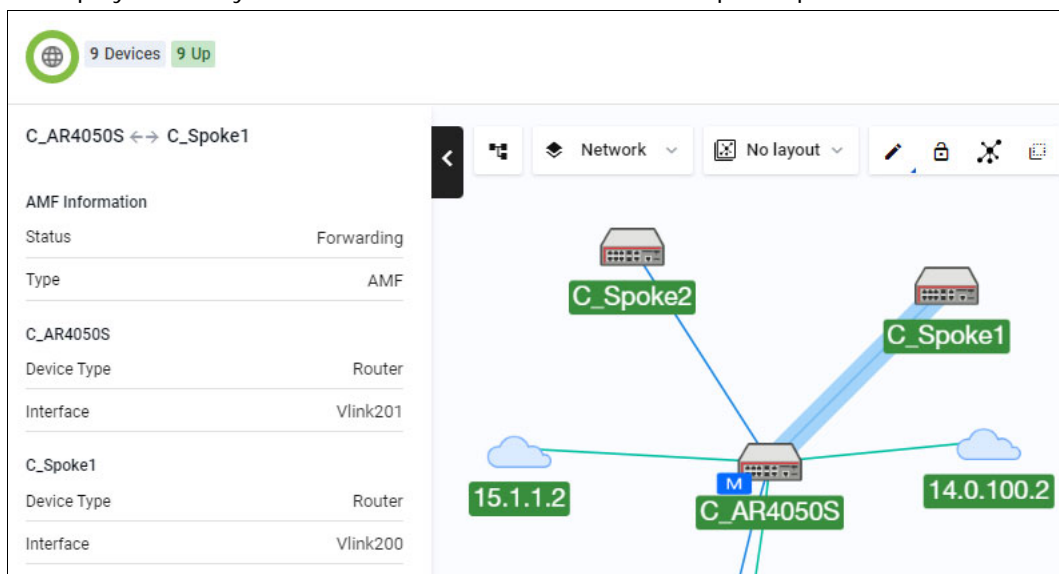 9 Devices 9 Up
C_AR4050S ←→ C_Spoke1
AMF Information
Status Forwarding
Type AMF
C_AR4050S
Device Type Router
Interface Vlink201
C_Spoke1
Device Type Router
Interface Vlink200
Network No layout
C_Spoke2
C_Spoke1
15.1.1.2
M
C_AR4050S
14.0.100.2